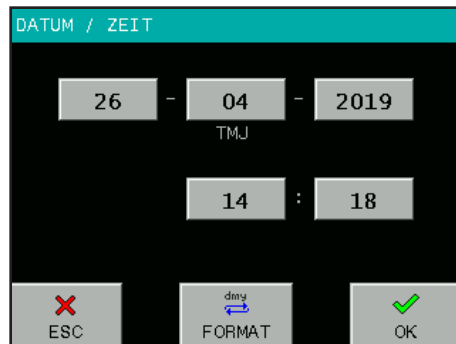 DATUM / ZEIT
26 - 04 - 2019
TMJ
14 : 18
dmy
ESC FORMAT OK